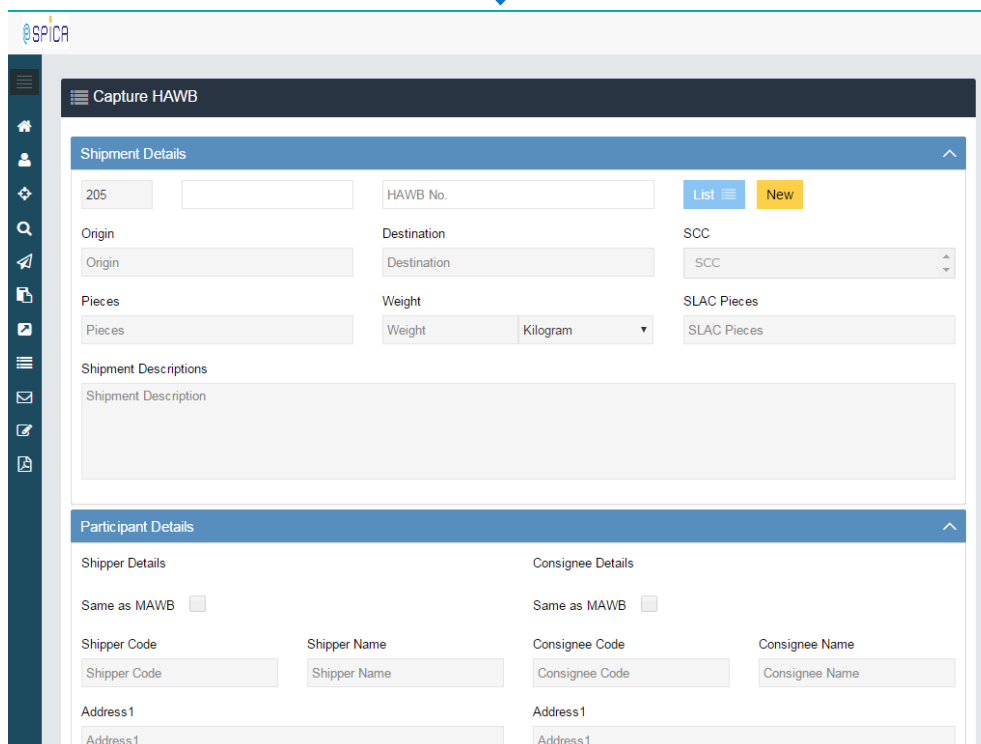 @SPICA
Capture HAWB
Shipment Details
205 HAWB No. List New
Origin Destination SCC
Origin Destination SCC
Pieces Weight SLAC Pieces
Pieces Weight Kilogram SLAC Pieces
Shipment Descriptions
Shipment Description
Participant Details
Shipper Details Consignee Details
Same as MAWB Same as MAWB
Shipper Code Shipper Name Consignee Code Consignee Name
Shipper Code Shipper Name Consignee Code Consignee Name
Address1 Address1
Address1 Address1